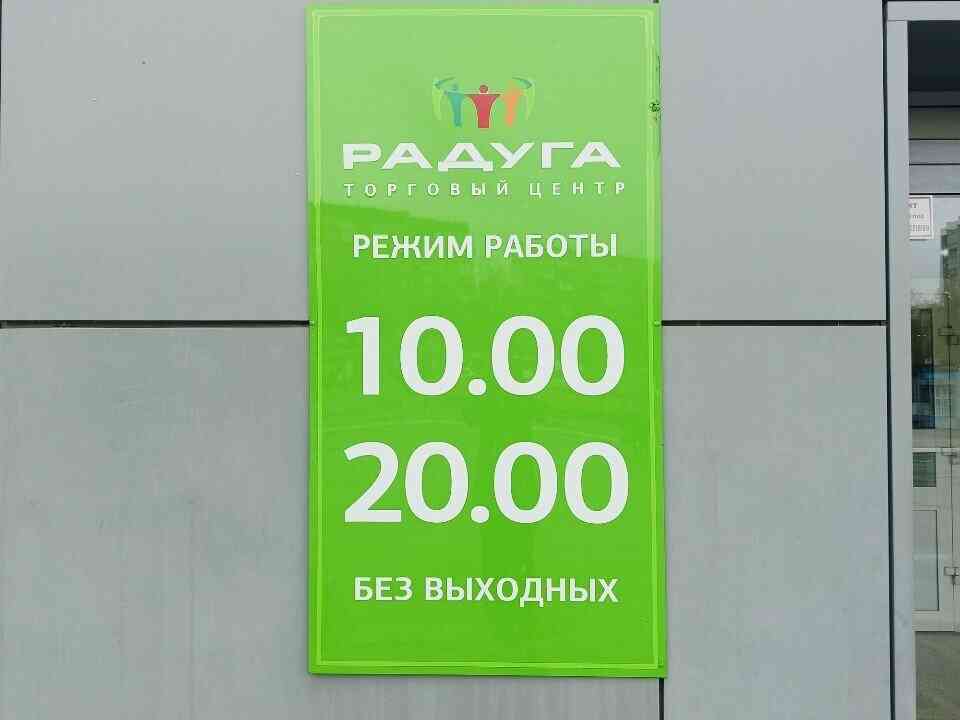 РАДУГА
ТОРГОВЫЙ ЦЕНТР
РЕЖИМ РАБОТЫ
10.00
20.00
БЕЗ ВЫХОДНЫХ